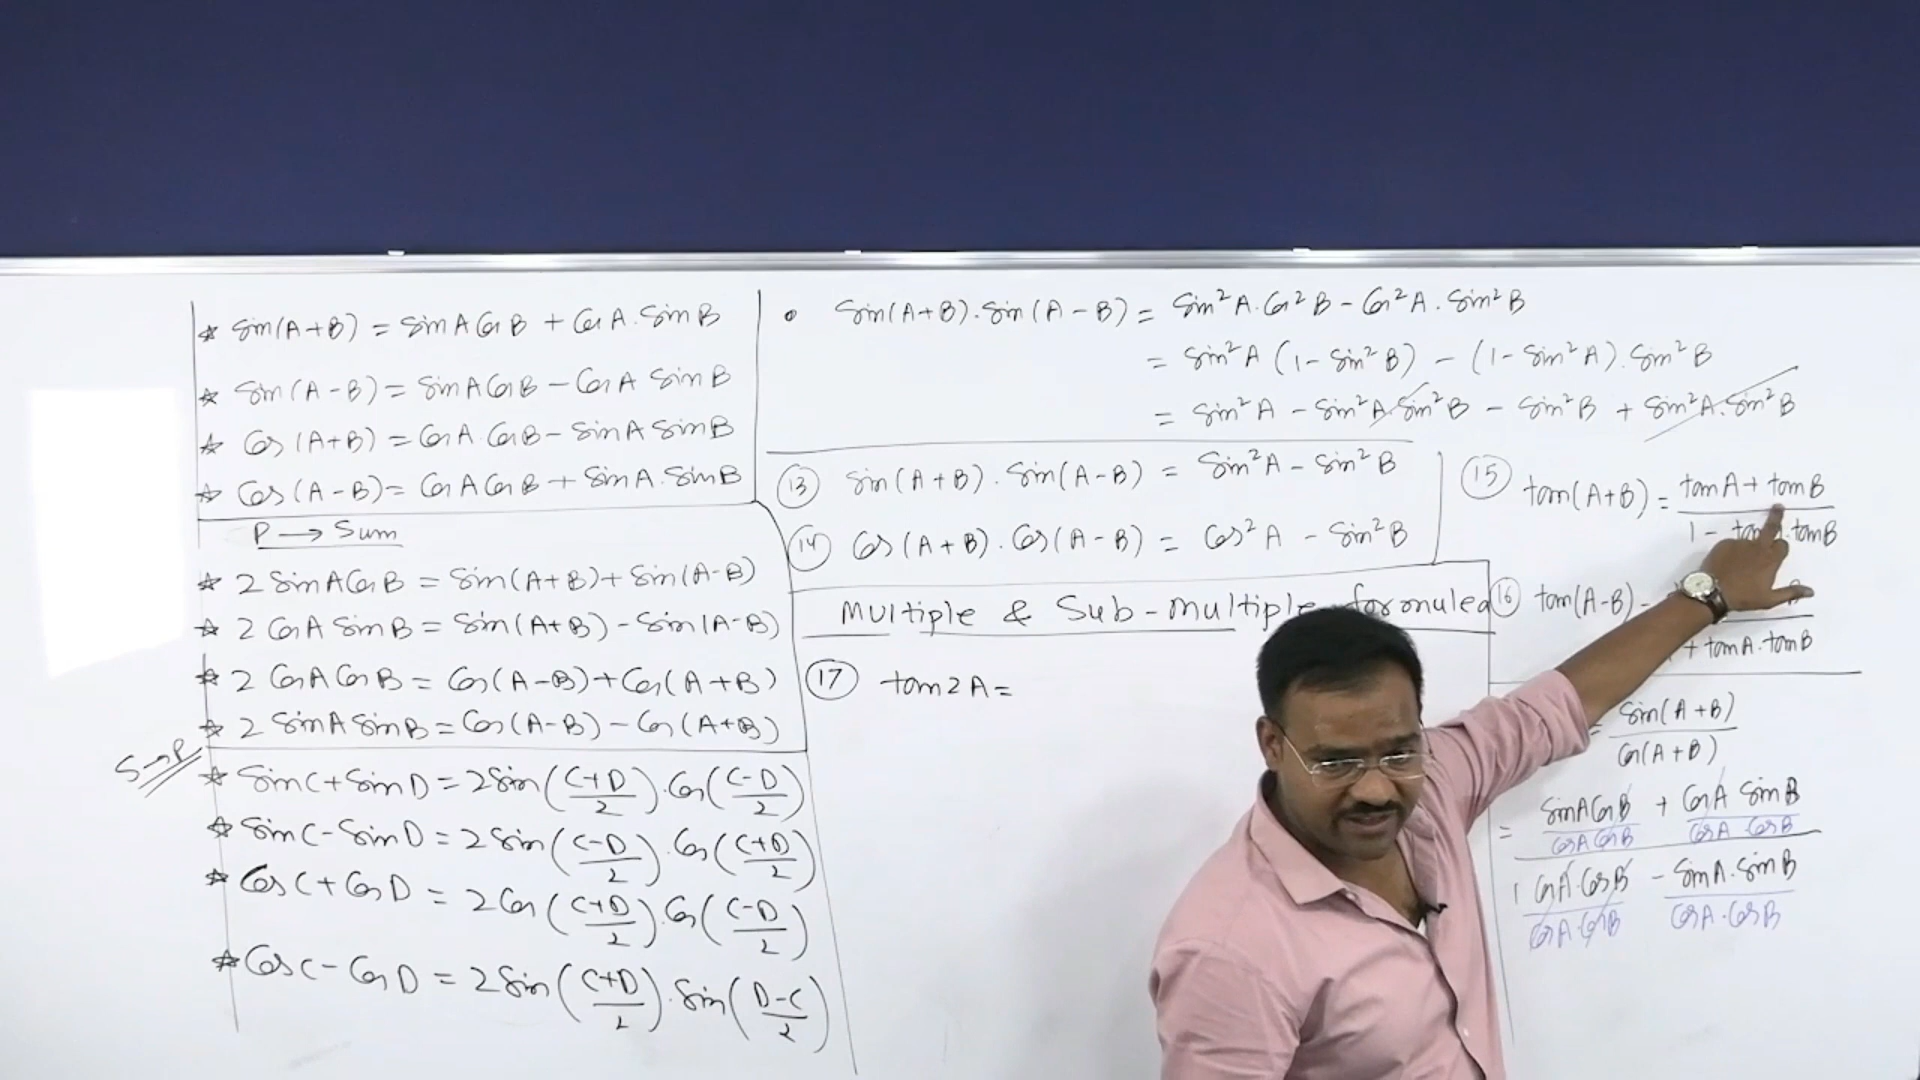 ☆ Sin(A+B) = SinA CosB + CosA.SinB
☆ Sin(A-B) = SinA CosB - CosA SinB
☆ Cos(A+B) = CosA.CosB - SinA SinB
☆ Cos(A-B) = CosA CosB + SinA.SinB
P → Sum
☆ 2 SinA CosB = Sin(A+B) + Sin(A-B)
☆ 2 CosA SinB = Sin(A+B) - Sin(A-B)
☆ 2 CosA CosB = Cos(A-B) + Cos(A+B)
☆ 2 SinA SinB = Cos(A-B) - Cos(A+B)
S→P
☆ SinC + SinD = 2Sin((C+D)/2).Cos((C-D)/2)
☆ SinC - SinD = 2Sin((C-D)/2).Cos((C+D)/2)
☆ CosC + CosD = 2Cos((C+D)/2).Cos((C-D)/2)
☆ CosC - CosD = 2Sin((C+D)/2).Sin((D-C)/2)
• Sin(A+B).Sin(A-B) = Sin²A.Cos²B - Cos²A.Sin²B
= Sin²A (1-Sin²B) - (1-Sin²A).Sin²B
= Sin²A - Sin²A.Sin²B - Sin²B + Sin²A.Sin²B
(13) Sin(A+B).Sin(A-B) = Sin²A - Sin²B
(14) Cos(A+B).Cos(A-B) = Cos²A - Sin²B
Multiple & Sub-multiple formulea
(17) tan2A =
(15) tan(A+B) = tanA + tanB
1 - tan .tanB
(16) tan(A-B)
+ tanA.tanB
= Sin(A+B)
Cos(A+B)
= SinA CosB + CosA SinB
CosA CosB CosA.CosB
1 CosA.CosB - SinA.SinB
CosA.CosB CosA.CosB